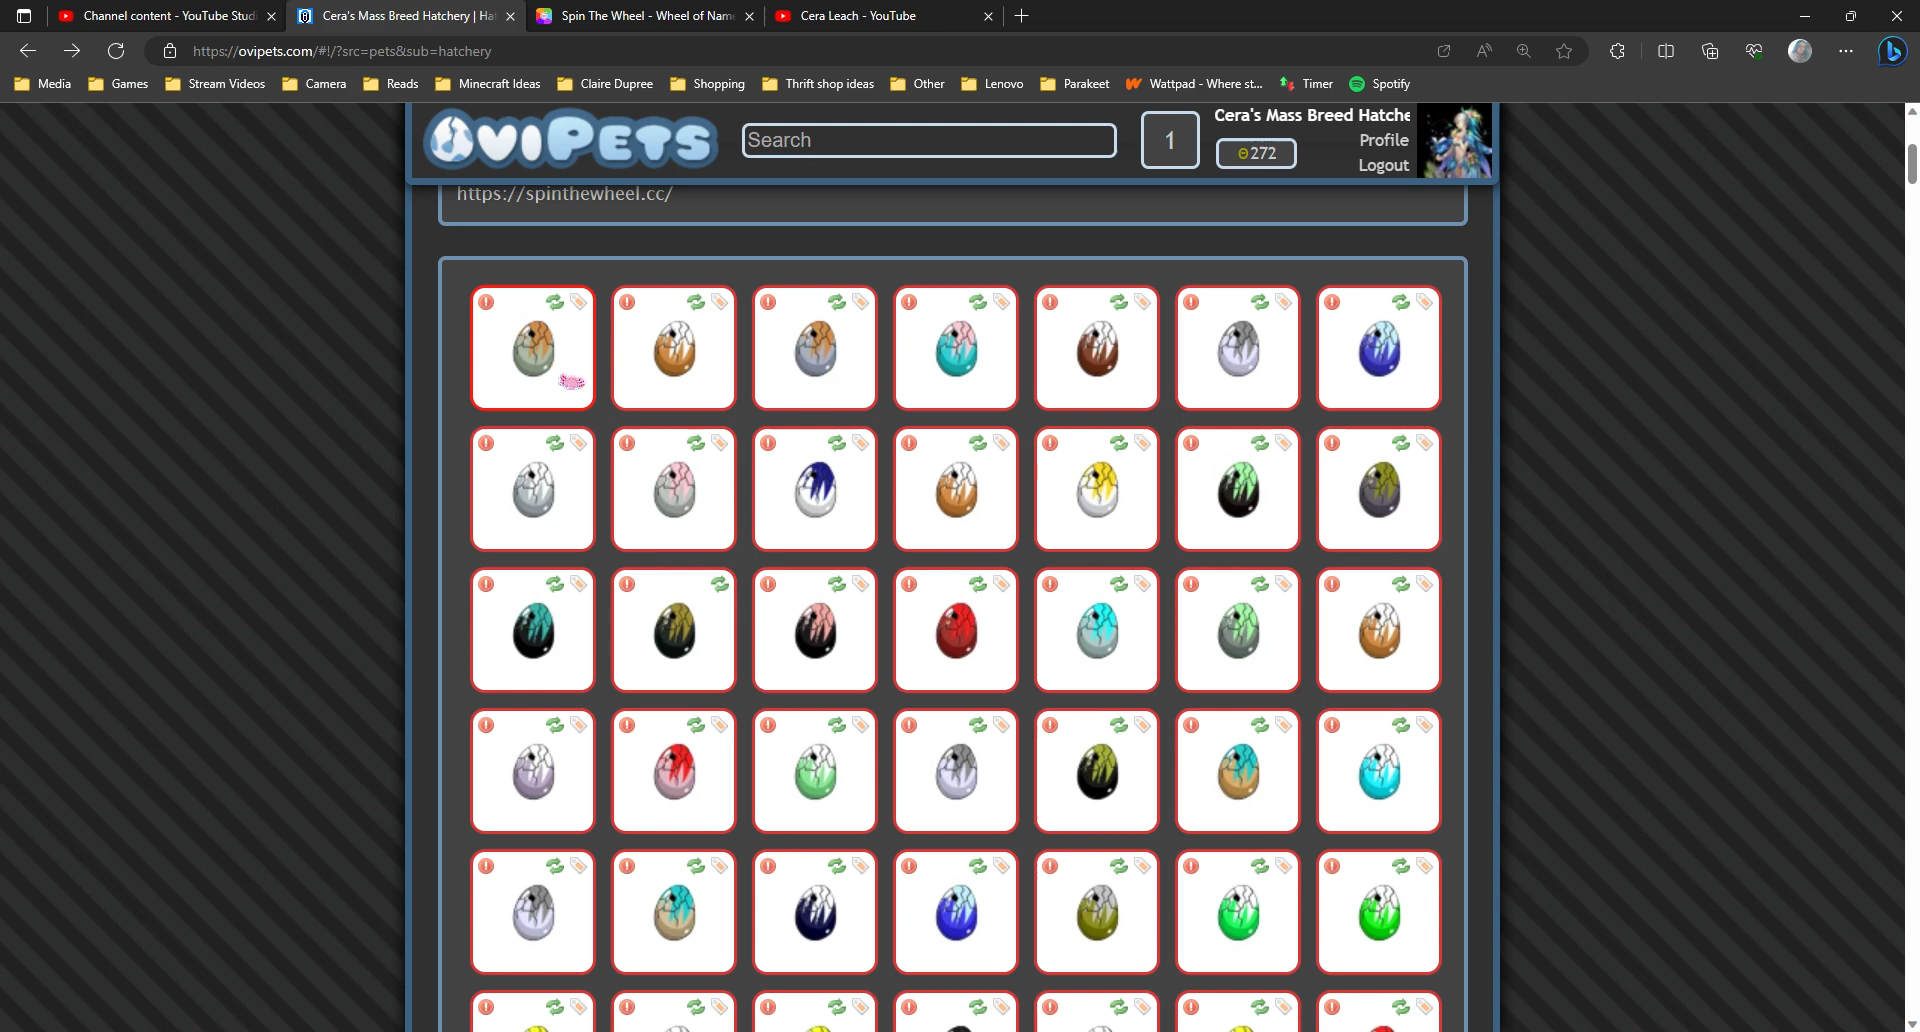 Channel content - YouTube Studi
Cera's Mass Breed Hatchery | Hat
Spin The Wheel - Wheel of Name
Cera Leach - YouTube
https://ovipets.com/#!/?src=pets&sub=hatchery
Media
Games
Stream Videos
Camera
Reads
Minecraft Ideas
Claire Dupree
Shopping
Thrift shop ideas
Other
Lenovo
Parakeet
Wattpad - Where st...
Timer
Spotify
OviPets
Search
1
Cera's Mass Breed Hatche
272
Profile
Logout
https://spinthewheel.cc/